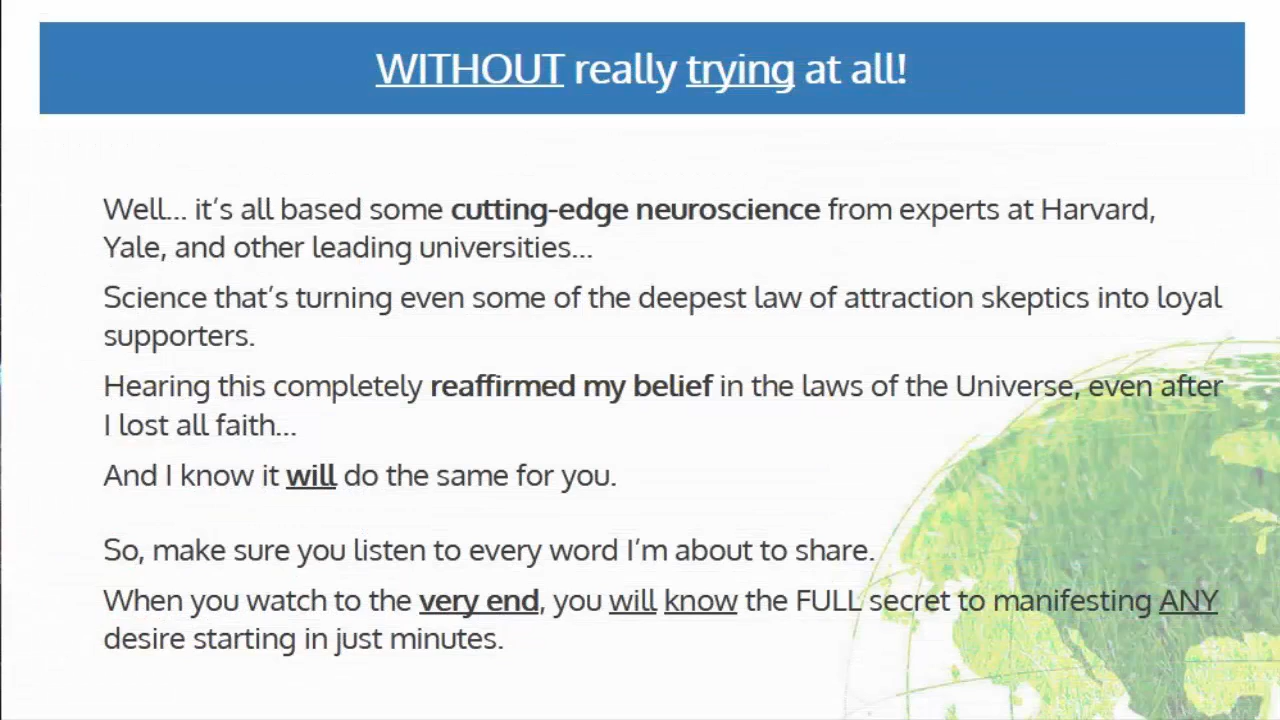 WITHOUT really trying at all!
Well... it's all based some cutting-edge neuroscience from experts at Harvard,
Yale, and other leading universities...
Science that's turning even some of the deepest law of attraction skeptics into loyal
supporters.
Hearing this completely reaffirmed my belief in the laws of the Universe, even after
I lost all faith...
And I know it will do the same for you.
So, make sure you listen to every word I'm about to share.
When you watch to the very end, you will know the FULL secret to manifesting ANY
desire starting in just minutes.